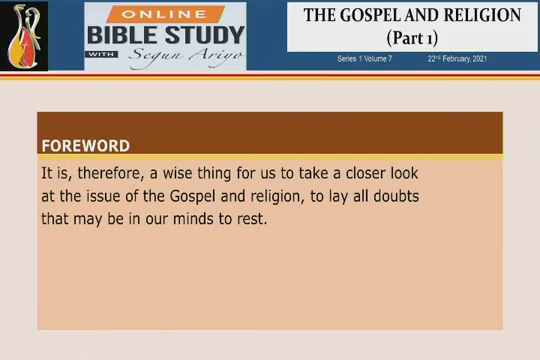 ONLINE
BIBLE STUDY
WITH Segun Ariyo
THE GOSPEL AND RELIGION
(Part 1)
Series 1 Volume 7 22nd February, 2021
FOREWORD
It is, therefore, a wise thing for us to take a closer look
at the issue of the Gospel and religion, to lay all doubts
that may be in our minds to rest.